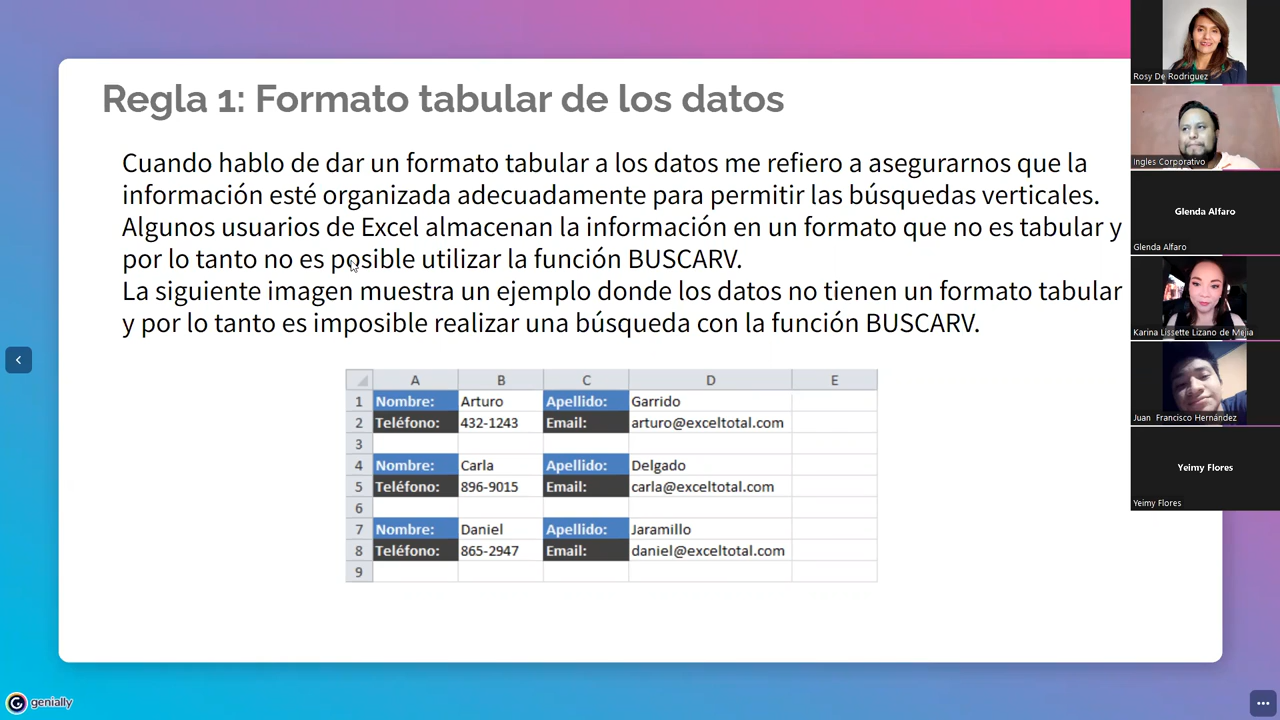 Regla 1: Formato tabular de los datos
Cuando hablo de dar un formato tabular a los datos me refiero a asegurarnos que la
información esté organizada adecuadamente para permitir las búsquedas verticales.
Algunos usuarios de Excel almacenan la información en un formato que no es tabular y
por lo tanto no es posible utilizar la función BUSCARV.
La siguiente imagen muestra un ejemplo donde los datos no tienen un formato tabular
y por lo tanto es imposible realizar una búsqueda con la función BUSCARV.
A B C D E
1 Nombre: Arturo Apellido: Garrido
2 Teléfono: 432-1243 Email: arturo@exceltotal.com
3
4 Nombre: Carla Apellido: Delgado
5 Teléfono: 896-9015 Email: carla@exceltotal.com
6
7 Nombre: Daniel Apellido: Jaramillo
8 Teléfono: 865-2947 Email: daniel@exceltotal.com
9
genially
Rosy De Rodriguez
Ingles Corporativo
Glenda Alfaro
Glenda Alfaro
Karina Lissette Lizano de Mejia
Juan Francisco Hernández
Yeimy Flores
Yeimy Flores